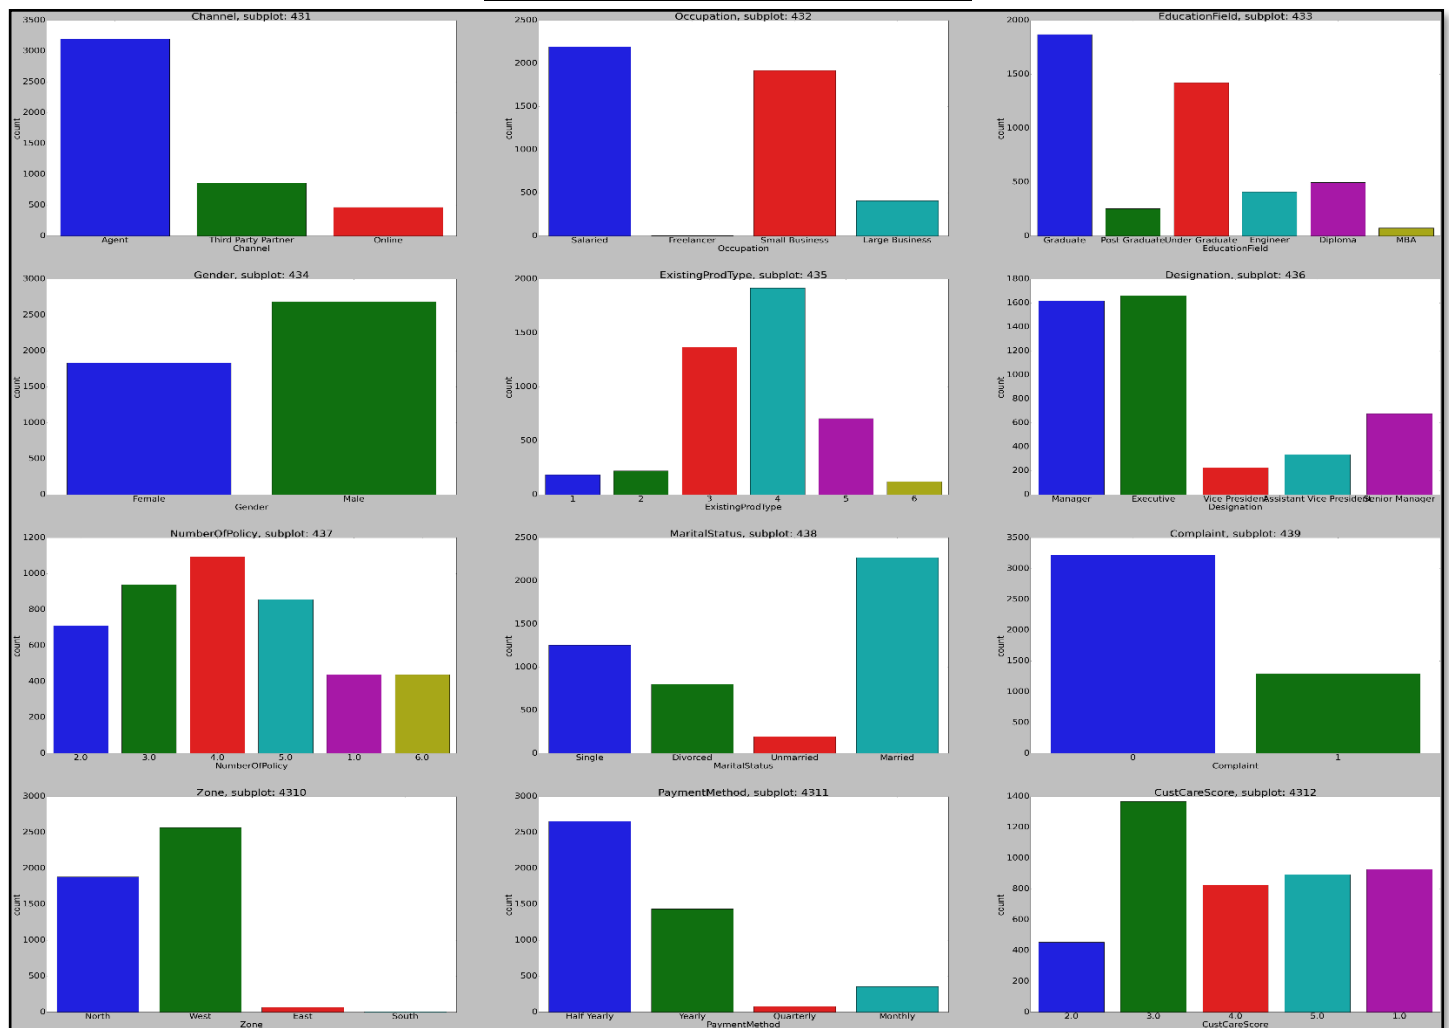 Channel, subplot: 431
3500
3000
2500
2000
1500
1000
500
0
count
Agent Third Party Partner Online
Channel
Occupation, subplot: 432
2500
2000
1500
1000
500
0
count
Salaried Freelancer Small Business Large Business
Occupation
EducationField, subplot: 433
2000
1500
1000
500
0
count
Graduate Post Graduate Under Graduate Engineer Diploma MBA
EducationField
Gender, subplot: 434
3000
2500
2000
1500
1000
500
0
count
Female Male
Gender
ExistingProdType, subplot: 435
2000
1500
1000
500
0
count
1 2 3 4 5 6
ExistingProdType
Designation, subplot: 436
1800
1600
1400
1200
1000
800
600
400
200
0
count
Manager Executive Vice President Assistant Vice President Senior Manager
Designation
NumberOfPolicy, subplot: 437
1200
1000
800
600
400
200
0
count
2.0 3.0 4.0 5.0 1.0 6.0
NumberOfPolicy
MaritalStatus, subplot: 438
2500
2000
1500
1000
500
0
count
Single Divorced Unmarried Married
MaritalStatus
Complaint, subplot: 439
3500
3000
2500
2000
1500
1000
500
0
count
0 1
Complaint
Zone, subplot: 4310
3000
2500
2000
1500
1000
500
0
count
North West East South
Zone
PaymentMethod, subplot: 4311
3000
2500
2000
1500
1000
500
0
count
Half Yearly Yearly Quarterly Monthly
PaymentMethod
CustCareScore, subplot: 4312
1400
1200
1000
800
600
400
200
0
count
2.0 3.0 4.0 5.0 1.0
CustCareScore